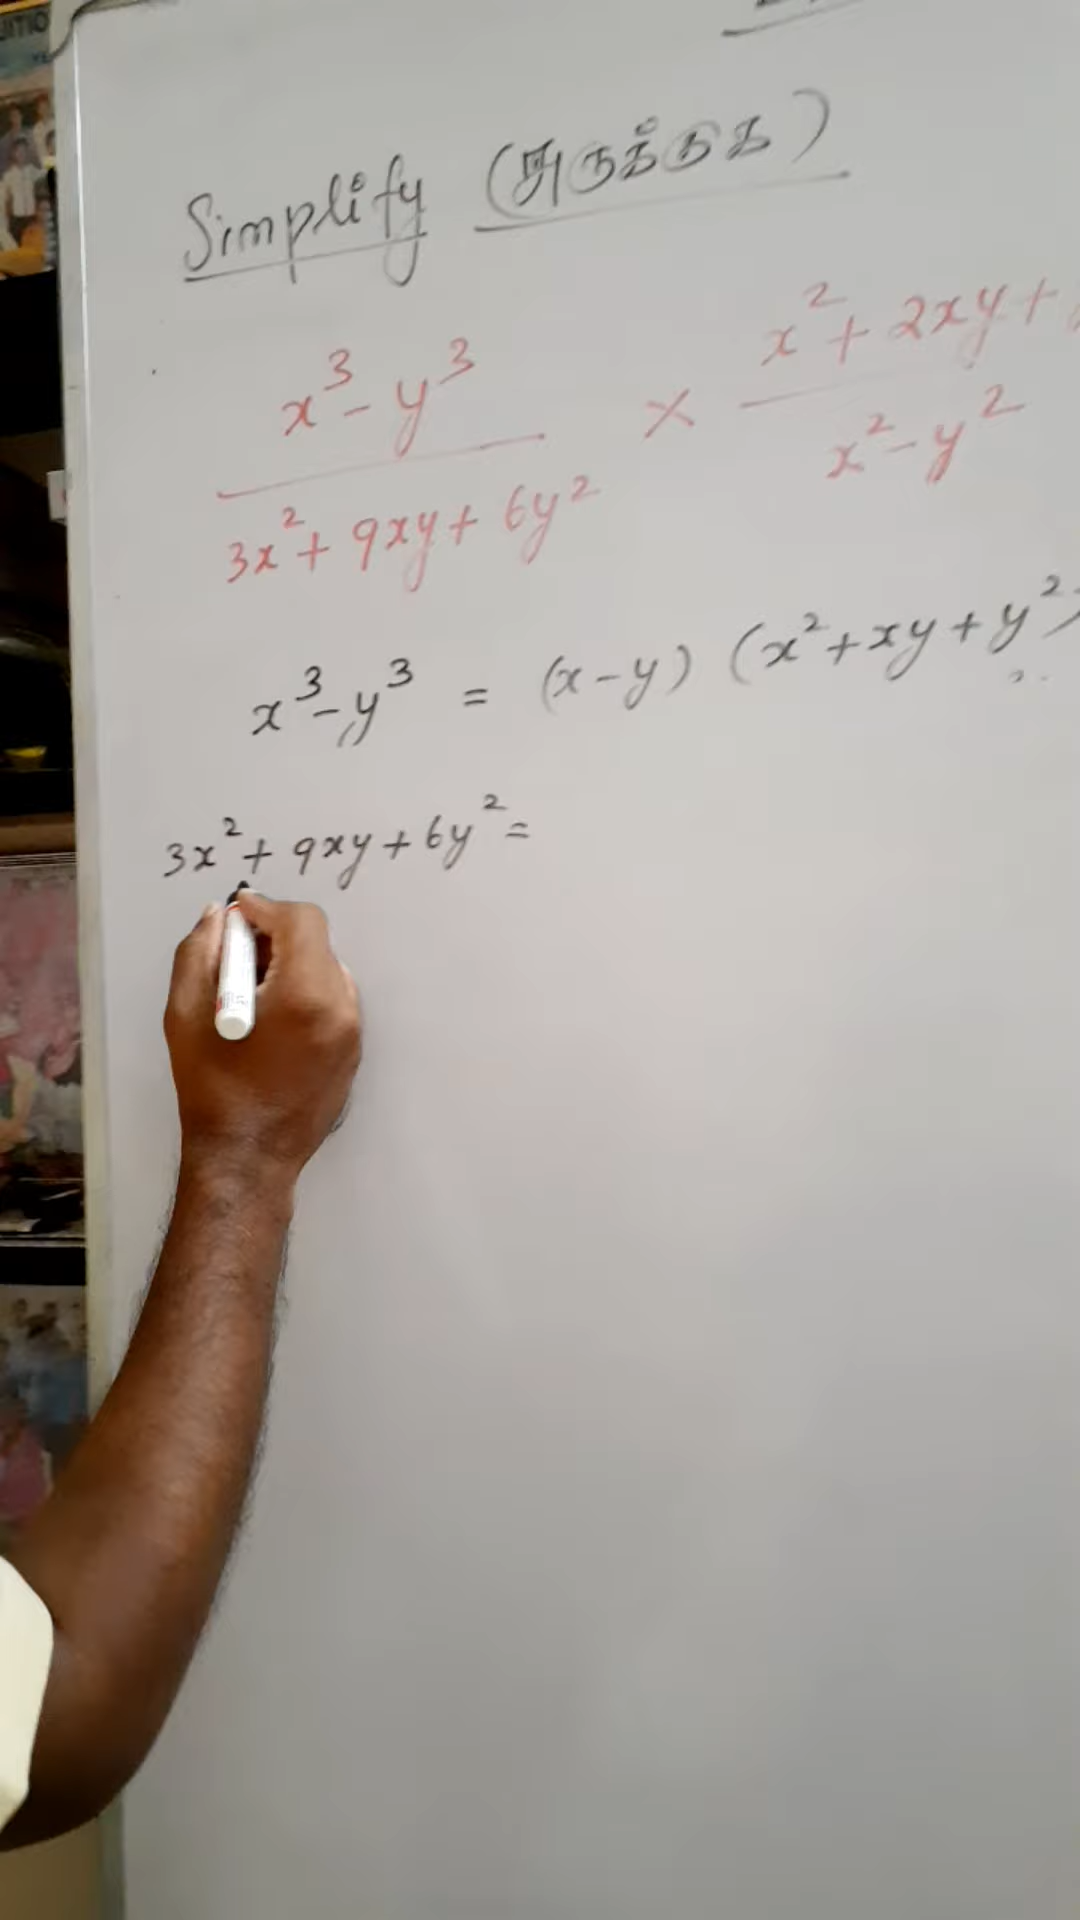 Simplify (சுருக்குக)
x³ - y³ / 3x² + 9xy + 6y² × x² + 2xy + / x² - y²
x³ - y³ = (x - y) (x² + xy + y²)
3x² + 9xy + 6y² =